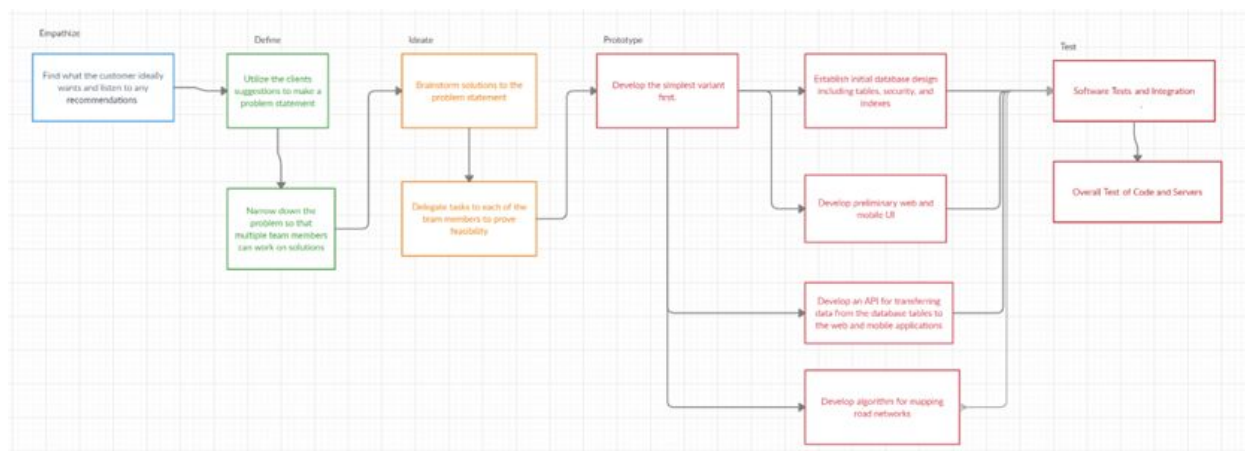 Empathize
Find what the customer ideally
wants and listen to any
recommendations
Define
Utilize the clients
suggestions to make a
problem statement
Narrow down the
problem so that
multiple team members
can work on solutions
Ideate
Brainstorm solutions to the
problem statement
Delegate tasks to each of the
team members to prove
feasibility
Prototype
Develop the simplest variant
first.
Establish initial database design
including tables, security, and
indexes
Develop preliminary web and
mobile UI
Develop an API for transferring
data from the database tables to
the web and mobile applications
Develop algorithm for mapping
road networks
Test
Software Tests and Integration
.
Overall Test of Code and Servers